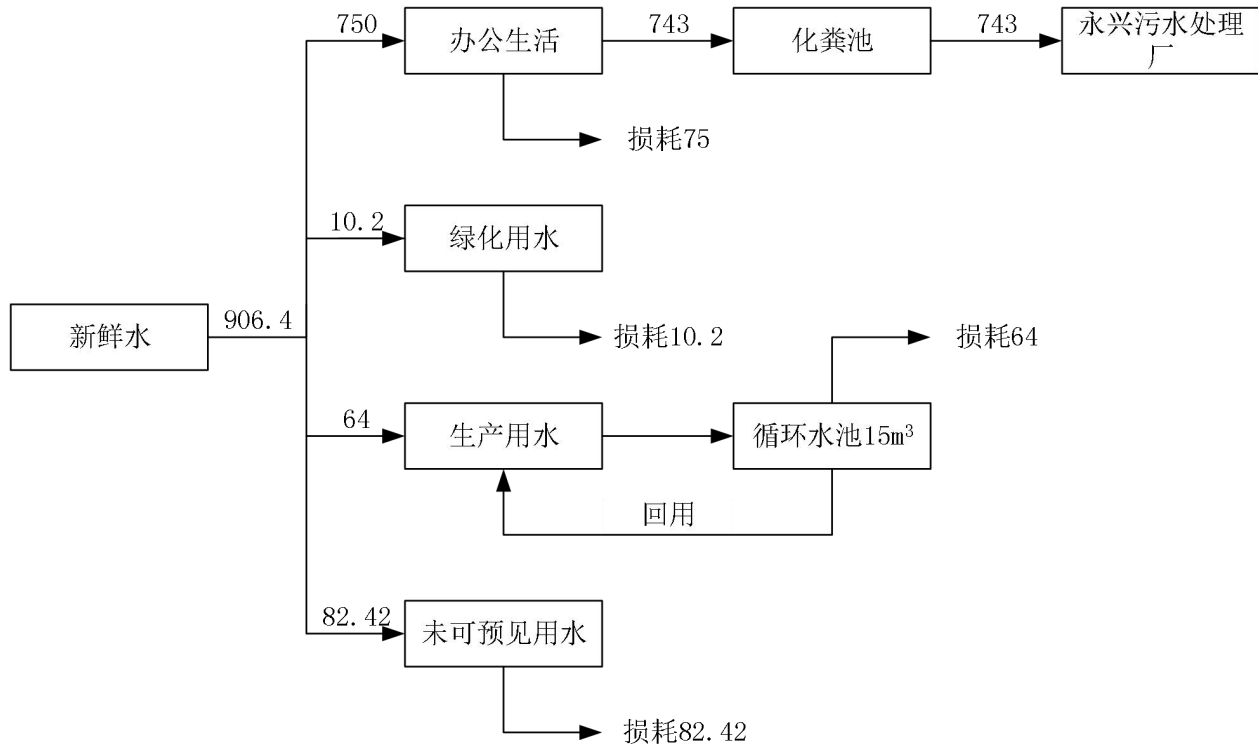 750
办公生活
743
化粪池
743
永兴污水处理
厂
损耗75
10.2
绿化用水
损耗10.2
新鲜水
906.4
损耗64
64
生产用水
循环水池15m³
回用
82.42
未可预见用水
损耗82.42